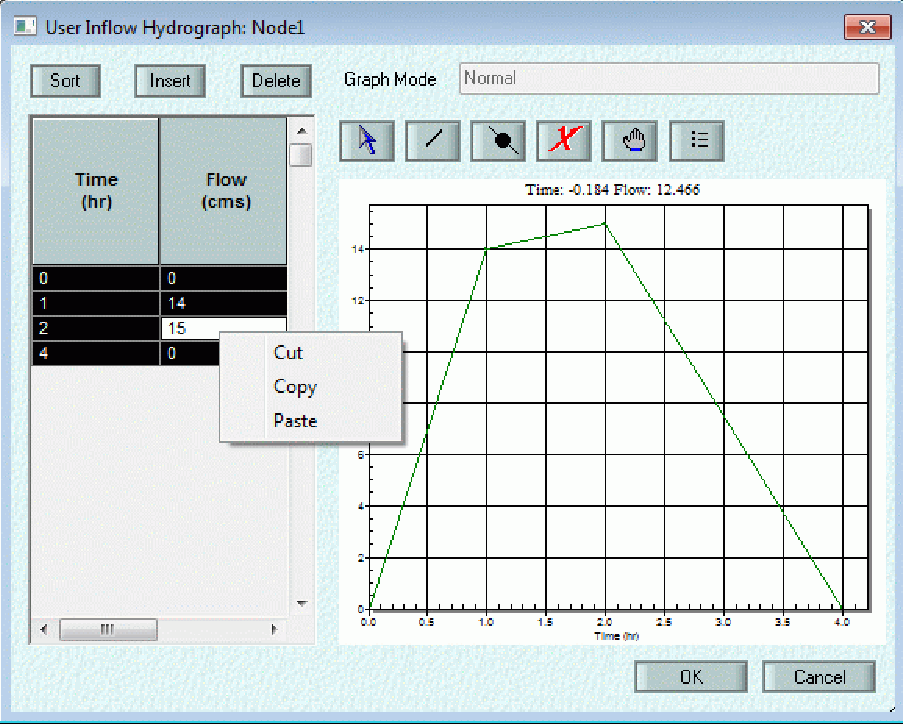 User Inflow Hydrograph: Node1
Sort Insert Delete Graph Mode Normal
Time (hr) Flow (cms)
0 0
1 14
2 15
4 0
Cut
Copy
Paste
Time: -0.184 Flow: 12.466
14
12
6
4
2
0
0.0 0.5 1.0 1.5 2.0 2.5 3.0 3.5 4.0
Time (hr)
OK Cancel